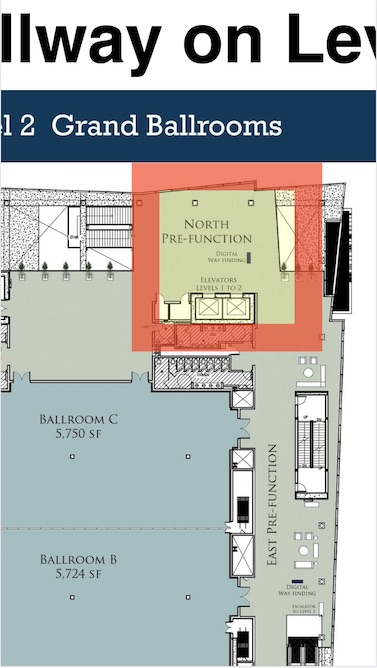 llway on Lev
el 2 Grand Ballrooms
North
Pre-function
Digital
Way finding
Elevators
Levels 1 to 2
Ballroom C
5,750 SF
East Pre-function
Ballroom B
5,724 SF
Digital
Way finding
Escalator
to Level 1